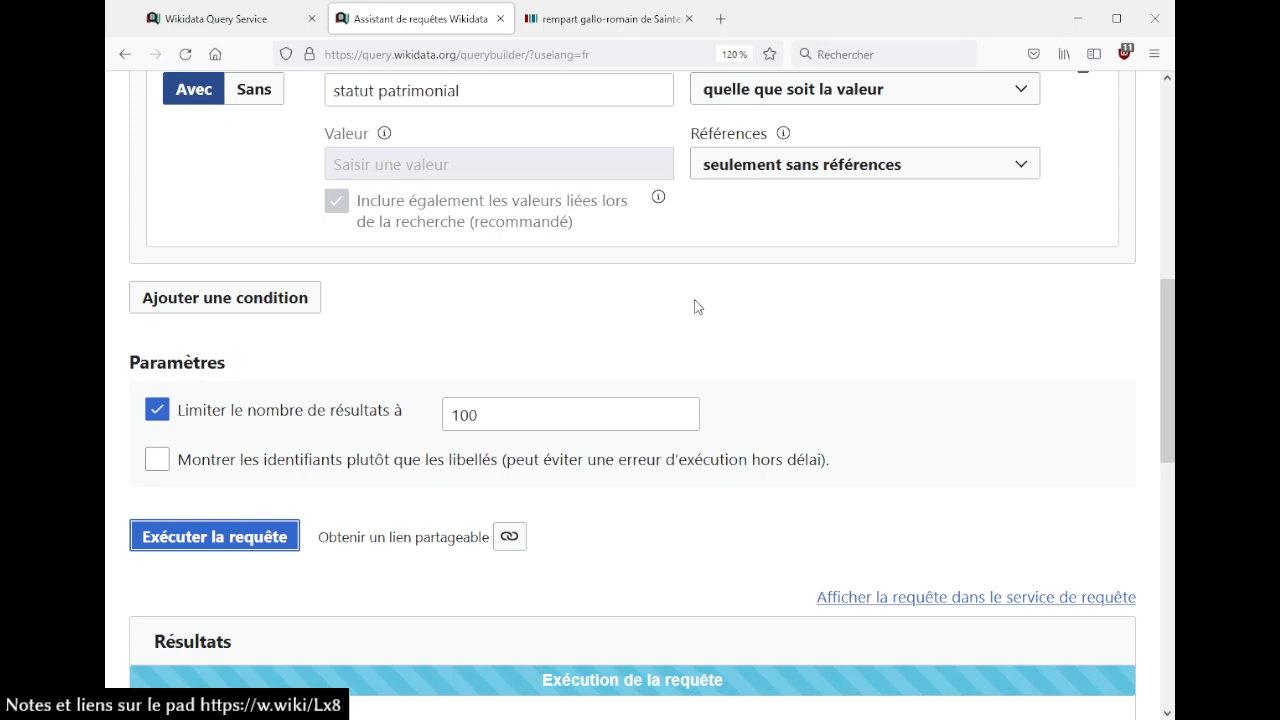 Wikidata Query Service
Assistant de requêtes Wikidata
rempart gallo-romain de Sainte
https://query.wikidata.org/querybuilder/?uselang=fr
120 %
Rechercher
11
Avec
Sans
statut patrimonial
quelle que soit la valeur
Valeur
Références
Saisir une valeur
seulement sans références
Inclure également les valeurs liées lors
de la recherche (recommandé)
Ajouter une condition
Paramètres
Limiter le nombre de résultats à
100
Montrer les identifiants plutôt que les libellés (peut éviter une erreur d'exécution hors délai).
Exécuter la requête
Obtenir un lien partageable
Afficher la requête dans le service de requête
Résultats
Exécution de la requête
Notes et liens sur le pad https://w.wiki/Lx8